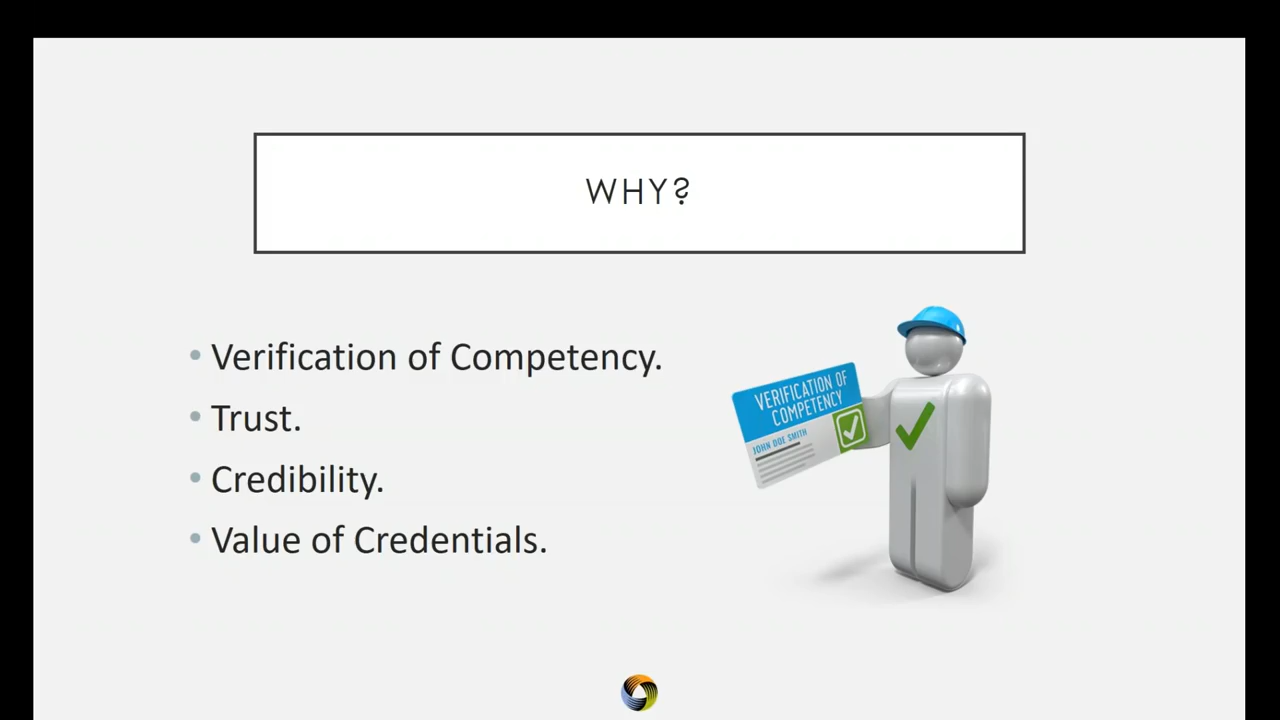 WHY?
Verification of Competency.
Trust.
Credibility.
Value of Credentials.
VERIFICATION OF
COMPETENCY
JOHN DOE SMITH